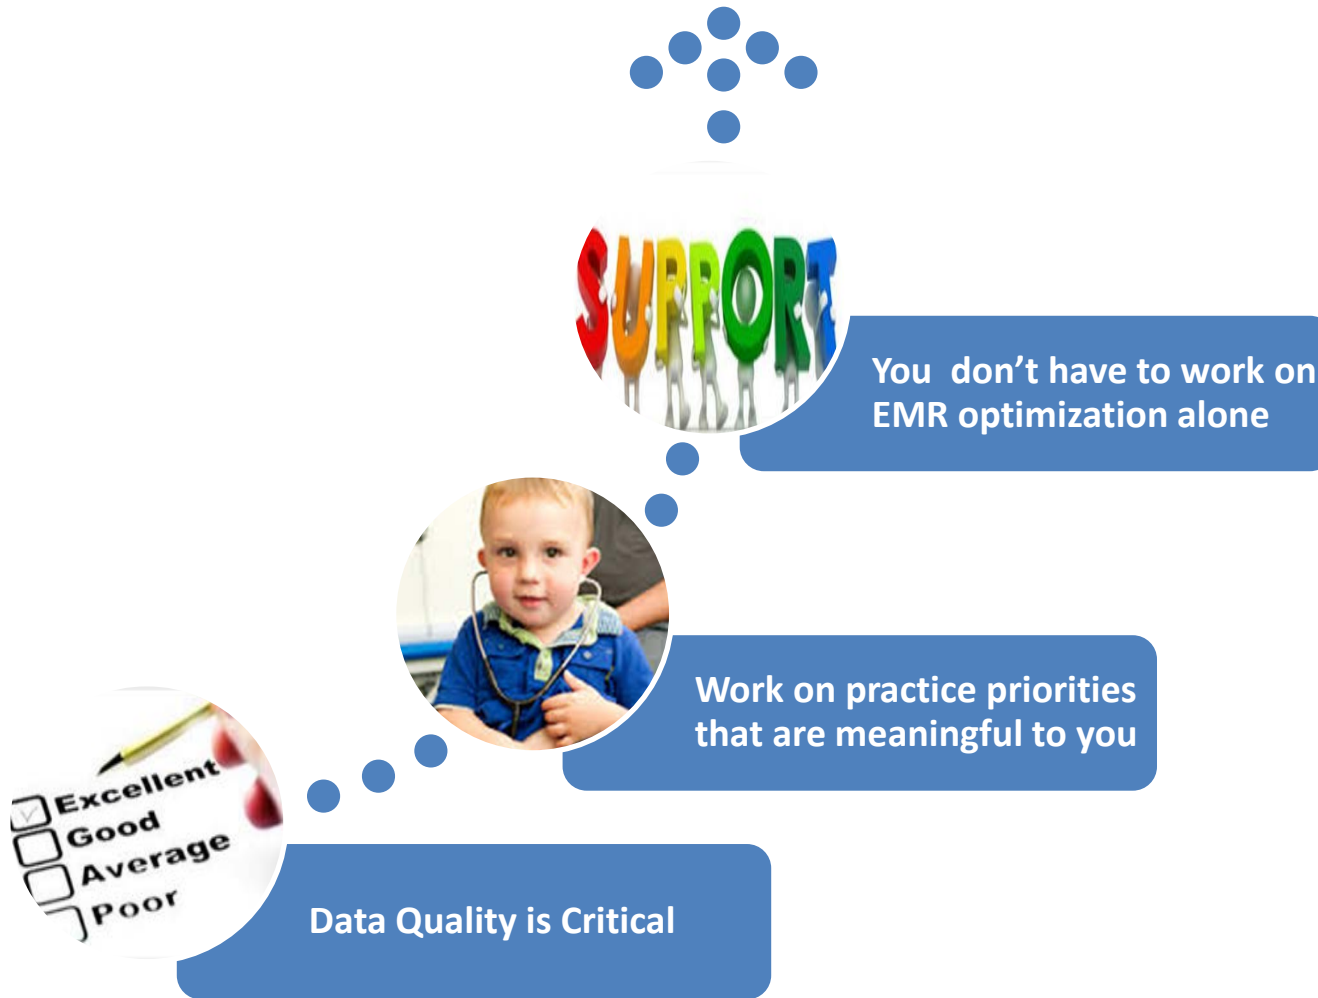 SUPPORT
You  don’t have to work on
EMR optimization alone
Work on practice priorities
that are meaningful to you
Excellent
Good
Average
Poor
Data Quality is Critical